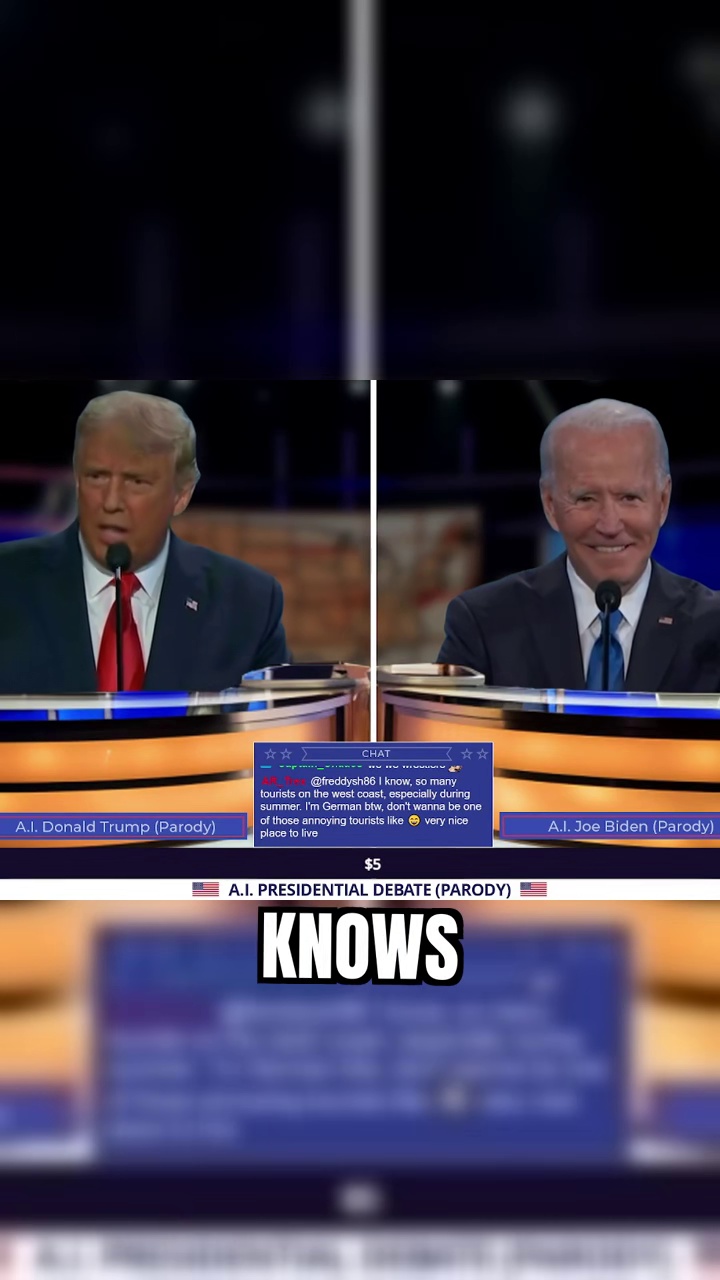 CHAT
@freddysh86 I know, so many
tourists on the west coast, especially during
summer. I'm German btw, don't wanna be one
of those annoying tourists like 😄 very nice
place to live
A.I. Donald Trump (Parody)
A.I. Joe Biden (Parody)
$5
A.I. PRESIDENTIAL DEBATE (PARODY)
KNOWS